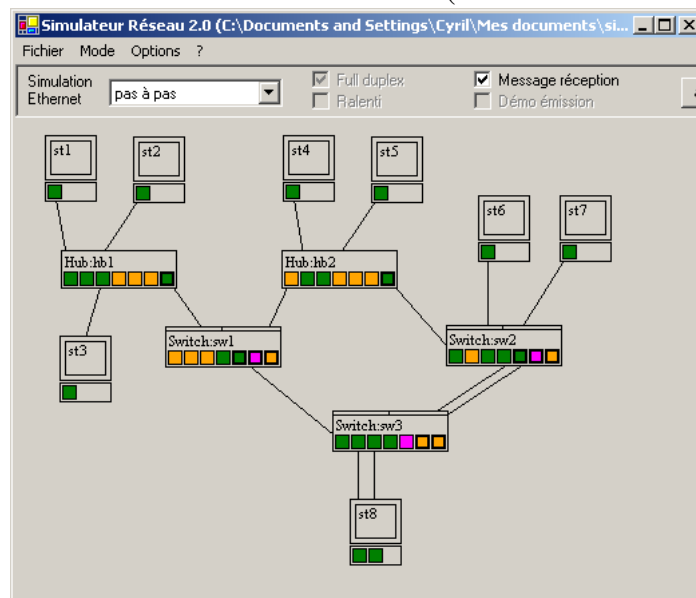 Simulateur Réseau 2.0 (C:\Documents and Settings\Cyril\Mes documents\si...
Fichier Mode Options ?
Simulation Ethernet
pas à pas
Full duplex
Ralenti
Message réception
Démo émission
st1
st2
st4
st5
st6
st7
Hub:hb1
Hub:hb2
Switch:sw1
Switch:sw2
st3
Switch:sw3
st8